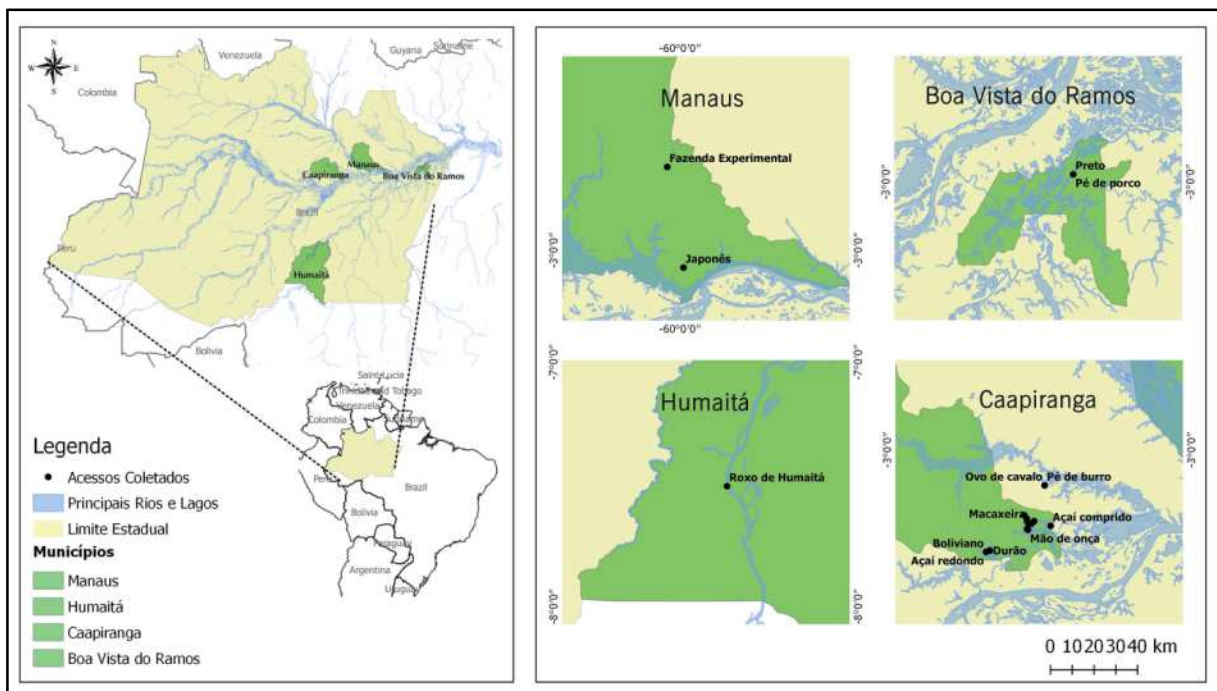 Venezuela
Guyana
Suriname
Colombia
N
W
E
S
Manaus
Caapiranga
Boa Vista do Ramos
Brazil
Peru
Humaitá
Bolivia
Saint Lucia
Trinidad and Tobago
Venezuela
Colombia
Suriname
Peru
Brazil
Bolivia
Paraguay
Argentina
Uruguay
Legenda
Acessos Coletados
Principais Rios e Lagos
Limite Estadual
Municípios
Manaus
Humaitá
Caapiranga
Boa Vista do Ramos
-60°0'0"
Manaus
Fazenda Experimental
Japonês
-3°0'0"
-3°0'0"
-60°0'0"
Boa Vista do Ramos
Preto
Pé de porco
-3°0'0"
-3°0'0"
-7°0'0"
-7°0'0"
Humaitá
Roxo de Humaitá
-8°0'0"
-8°0'0"
Caapiranga
-3°0'0"
-3°0'0"
Ovo de cavalo Pé de burro
Macaxeira
Açaí comprido
Mão de onça
Boliviano
Durão
Açaí redondo
0 10203040 km